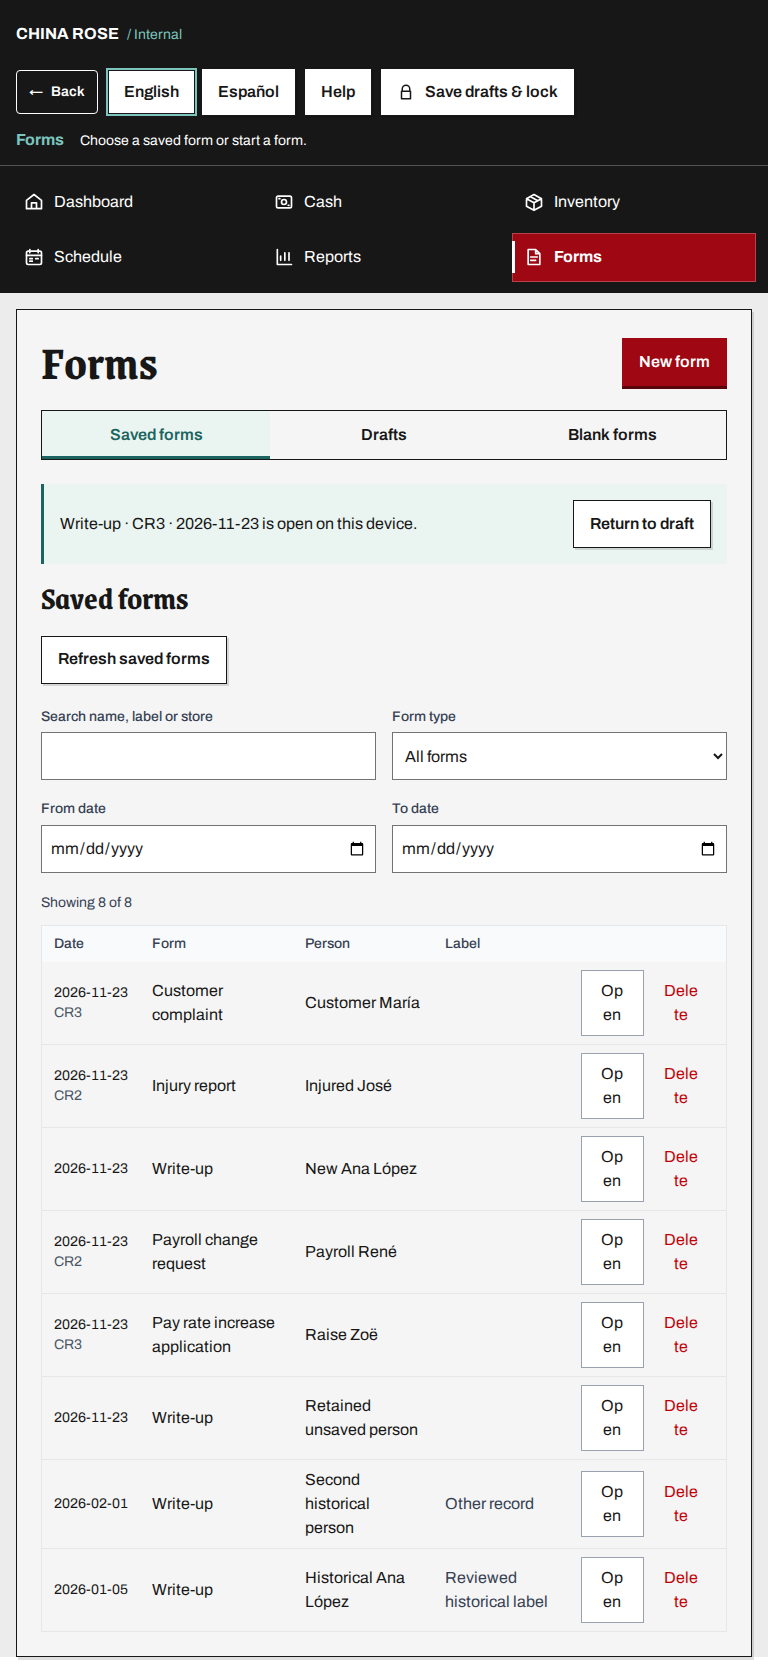 CHINA ROSE / Internal
← Back English Español Help Save drafts & lock
Forms Choose a saved form or start a form.
Dashboard Cash Inventory
Schedule Reports Forms
Forms New form
Saved forms Drafts Blank forms
Write-up · CR3 · 2026-11-23 is open on this device. Return to draft
Saved forms
Refresh saved forms
Search name, label or store Form type
All forms
From date To date
mm/dd/yyyy mm/dd/yyyy
Showing 8 of 8
Date Form Person Label
2026-11-23 Customer Op Dele
CR3 complaint Customer María en te
2026-11-23 Op Dele
CR2 Injury report Injured José en te
2026-11-23 Write-up New Ana López Op Dele
en te
2026-11-23 Payroll change Op Dele
CR2 request Payroll René en te
2026-11-23 Pay rate increase Op Dele
CR3 application Raise Zoë en te
2026-11-23 Write-up Retained Op Dele
unsaved person en te
Second
2026-02-01 Write-up historical Other record Op Dele
person en te
2026-01-05 Write-up Historical Ana Reviewed Op Dele
López historical label en te